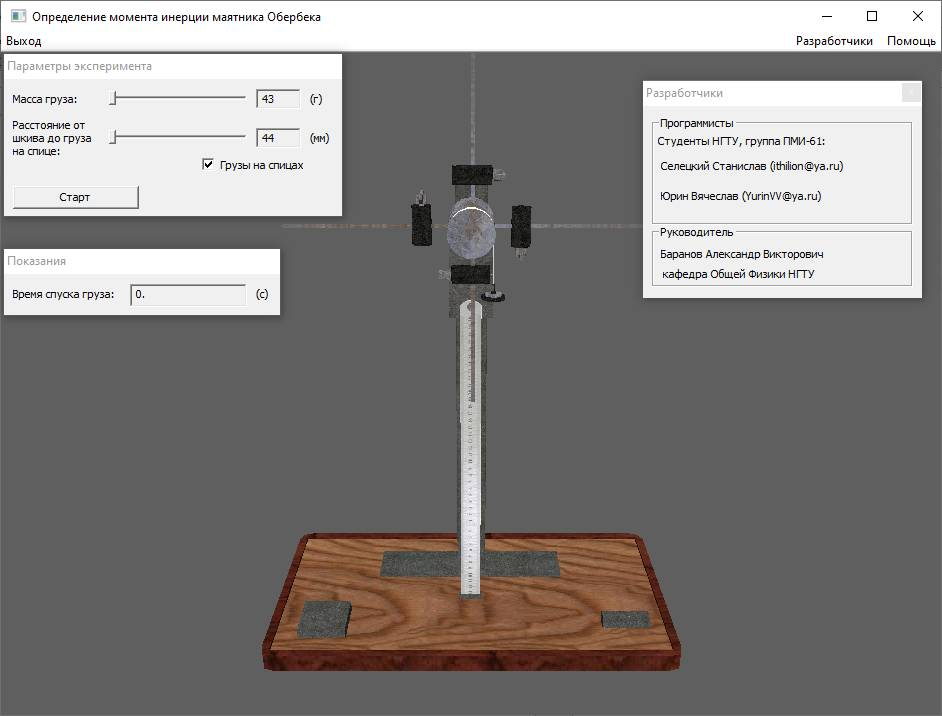 Определение момента инерции маятника Обербека
Выход
Разработчики Помощь
Параметры эксперимента
Масса груза: 43 (г)
Расстояние от
шкива до груза 44 (мм)
на спице:
Грузы на спицах
Старт
Показания
Время спуска груза: 0. (с)
Разработчики
Программисты
Студенты НГТУ, группа ПМИ-61:
Селецкий Станислав (ithilion@ya.ru)
Юрин Вячеслав (YurinVV@ya.ru)
Руководитель
Баранов Александр Викторович
кафедра Общей Физики НГТУ